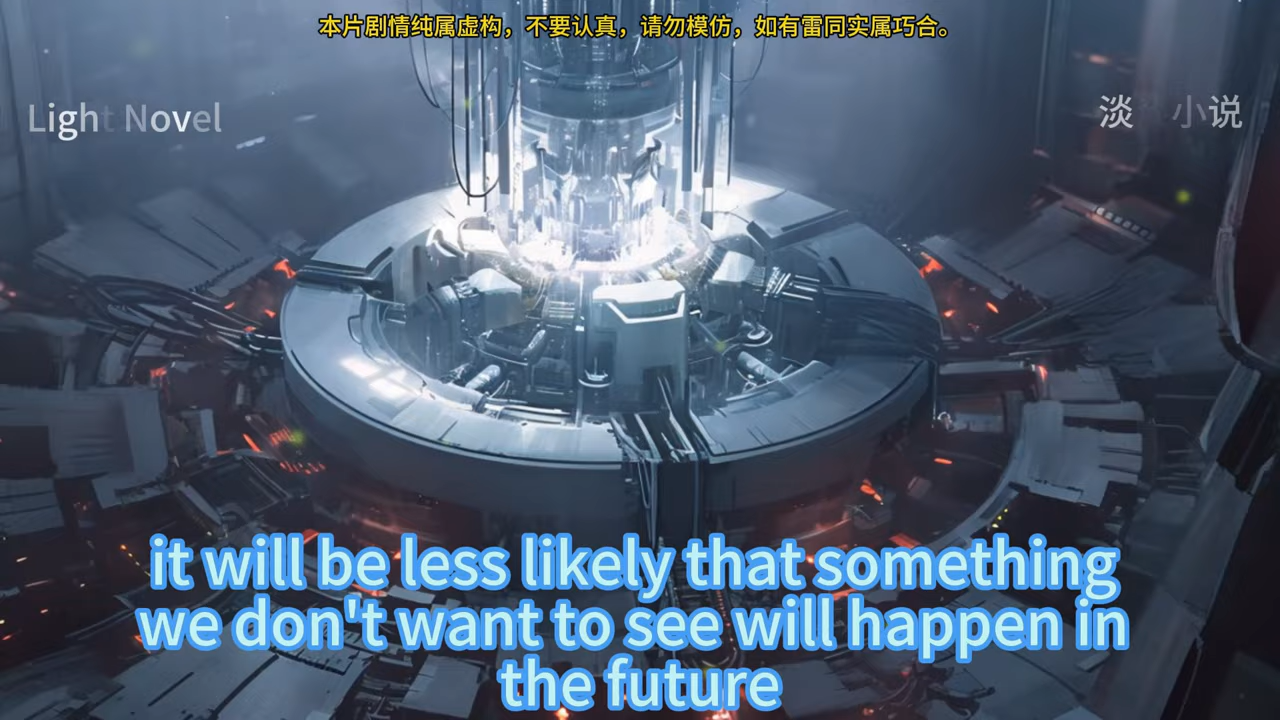 本片剧情纯属虚构，不要认真，请勿模仿，如有雷同实属巧合。
Light Novel
淡 小说
it will be less likely that something
we don't want to see will happen in
the future